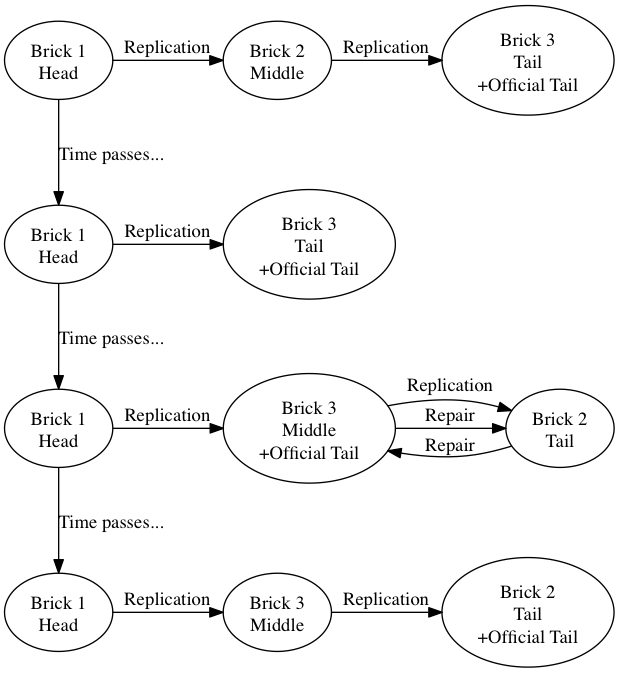 Brick 1
Head
Replication
Brick 2
Middle
Replication
Brick 3
Tail
+Official Tail
Time passes...
Brick 1
Head
Replication
Brick 3
Tail
+Official Tail
Time passes...
Brick 1
Head
Replication
Brick 3
Middle
+Official Tail
Replication
Repair
Repair
Brick 2
Tail
Time passes...
Brick 1
Head
Replication
Brick 3
Middle
Replication
Brick 2
Tail
+Official Tail